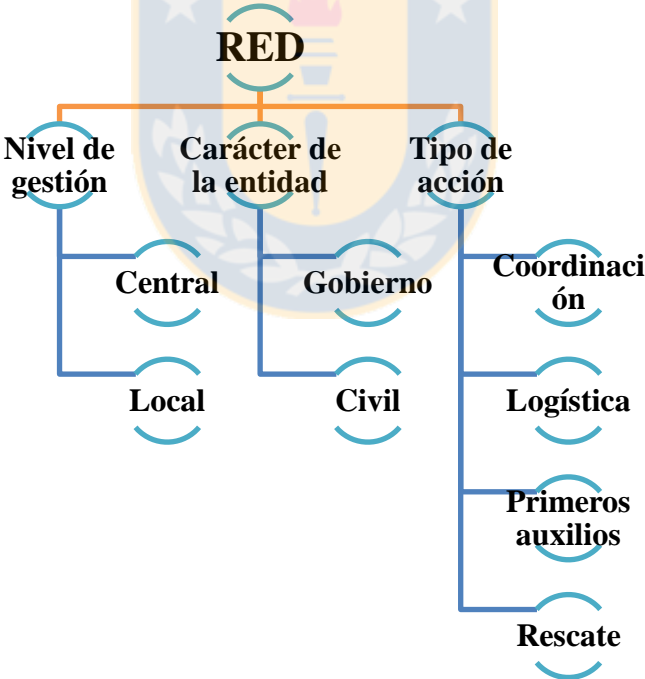 RED
Nivel de
gestión
Carácter de
la entidad
Tipo de
acción
Central
Local
Gobierno
Civil
Coordinaci
ón
Logística
Primeros
auxilios
Rescate